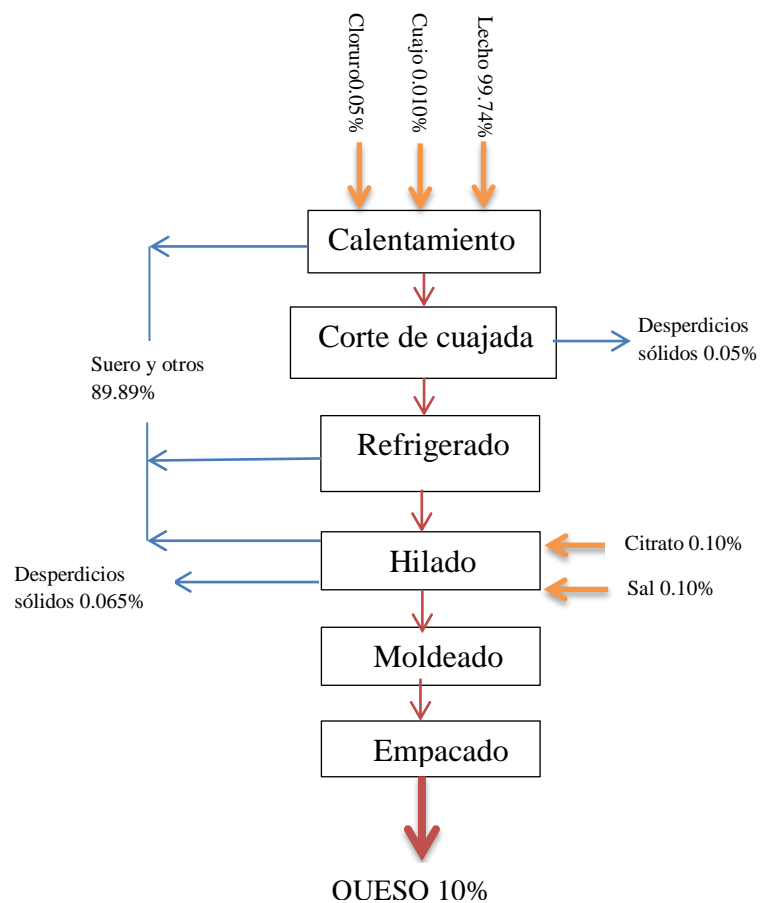 Cloruro0.05%
Cuajo 0.010%
Lecho 99.74%
Calentamiento
Corte de cuajada
Desperdicios
sólidos 0.05%
Suero y otros
89.89%
Refrigerado
Hilado
Citrato 0.10%
Sal 0.10%
Desperdicios
sólidos 0.065%
Moldeado
Empacado
QUESO 10%